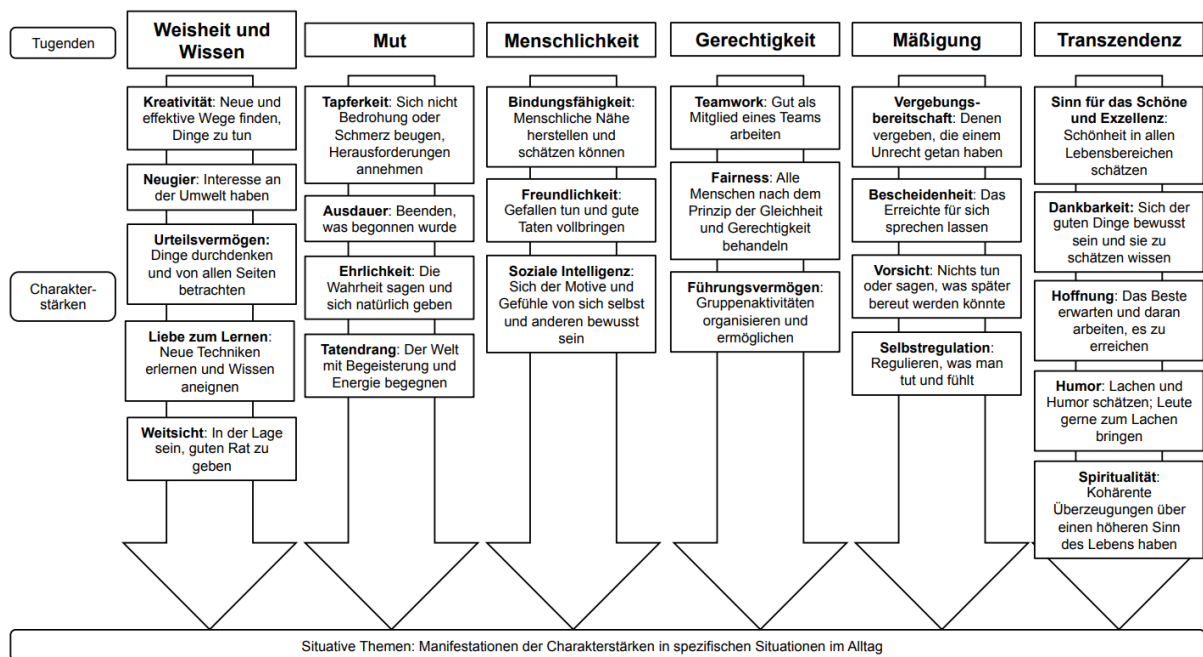 Tugenden
Weisheit und
Wissen
Mut
Menschlichkeit
Gerechtigkeit
Mäßigung
Transzendenz
Charakter-
stärken
Kreativität: Neue und
effektive Wege finden,
Dinge zu tun
Neugier: Interesse an
der Umwelt haben
Urteilsvermögen:
Dinge durchdenken
und von allen Seiten
betrachten
Liebe zum Lernen:
Neue Techniken
erlernen und Wissen
aneignen
Weitsicht: In der Lage
sein, guten Rat zu
geben
Tapferkeit: Sich nicht
Bedrohung oder
Schmerz beugen,
Herausforderungen
annehmen
Ausdauer: Beenden,
was begonnen wurde
Ehrlichkeit: Die
Wahrheit sagen und
sich natürlich geben
Tatendrang: Der Welt
mit Begeisterung und
Energie begegnen
Bindungsfähigkeit:
Menschliche Nähe
herstellen und
schätzen können
Freundlichkeit:
Gefallen tun und gute
Taten vollbringen
Soziale Intelligenz:
Sich der Motive und
Gefühle von sich selbst
und anderen bewusst
sein
Teamwork: Gut als
Mitglied eines Teams
arbeiten
Fairness: Alle
Menschen nach dem
Prinzip der Gleichheit
und Gerechtigkeit
behandeln
Führungsvermögen:
Gruppenaktivitäten
organisieren und
ermöglichen
Vergebungs-
bereitschaft: Denen
vergeben, die einem
Unrecht getan haben
Bescheidenheit: Das
Erreichte für sich
sprechen lassen
Vorsicht: Nichts tun
oder sagen, was später
bereut werden könnte
Selbstregulation:
Regulieren, was man
tut und fühlt
Sinn für das Schöne
und Exzellenz:
Schönheit in allen
Lebensbereichen
schätzen
Dankbarkeit: Sich der
guten Dinge bewusst
sein und sie zu
schätzen wissen
Hoffnung: Das Beste
erwarten und daran
arbeiten, es zu
erreichen
Humor: Lachen und
Humor schätzen; Leute
gerne zum Lachen
bringen
Spiritualität:
Kohärente
Überzeugungen über
einen höheren Sinn
des Lebens haben
Situative Themen: Manifestationen der Charakterstärken in spezifischen Situationen im Alltag